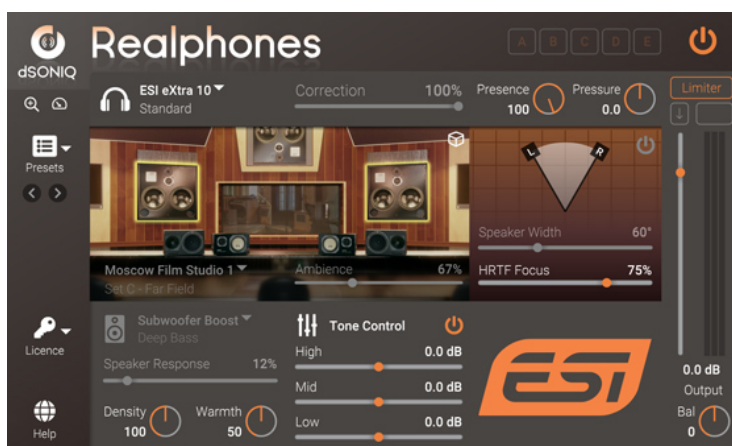 dSONIQ
Realphones
A B C D E
ESI eXtra 10
Standard
Correction 100%
Presence
100
Pressure
0.0
Limiter
Presets
L R
Speaker Width 60°
HRTF Focus 75%
Moscow Film Studio 1
Set C - Far Field
Ambience 67%
Licence
Subwoofer Boost
Deep Bass
Speaker Response 12%
Density
100
Warmth
50
Tone Control
High 0.0 dB
Mid 0.0 dB
Low 0.0 dB
ESI
0.0 dB
Output
Bal
0
Help